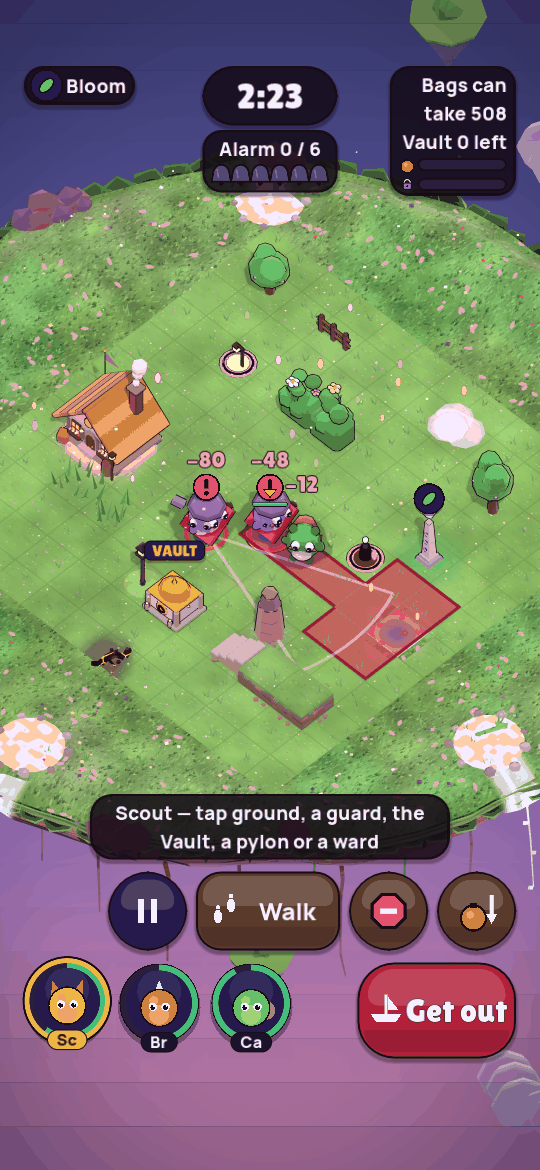 Bloom
2:23
Alarm 0 / 6
Bags can
take 508
Vault 0 left
-80
-48
-12
VAULT
Scout — tap ground, a guard, the
Vault, a pylon or a ward
Walk
Get out
Sc
Br
Ca